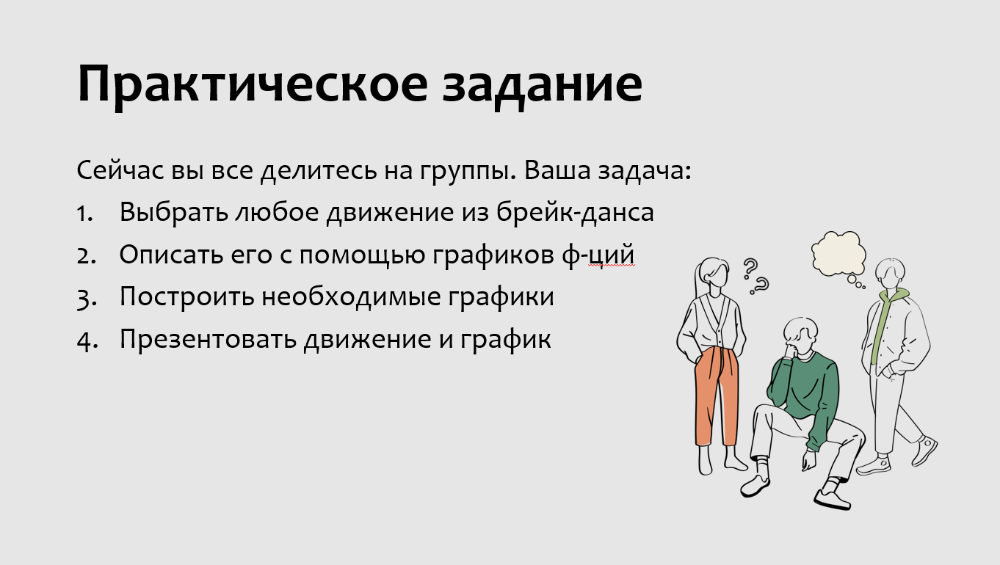 Практическое задание
Сейчас вы все делитесь на группы. Ваша задача:
1. Выбрать любое движение из брейк-данса
2. Описать его с помощью графиков ф-ций
3. Построить необходимые графики
4. Презентовать движение и график
??